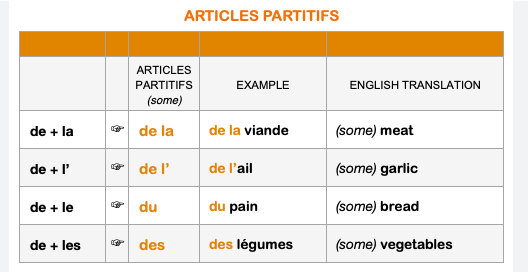 ARTICLES PARTITIFS
ARTICLES
PARTITIFS
(some)
EXAMPLE
ENGLISH TRANSLATION
de + la ☞ de la de la viande (some) meat
de + l’ ☞ de l’ de l’ail (some) garlic
de + le ☞ du du pain (some) bread
de + les ☞ des des légumes (some) vegetables